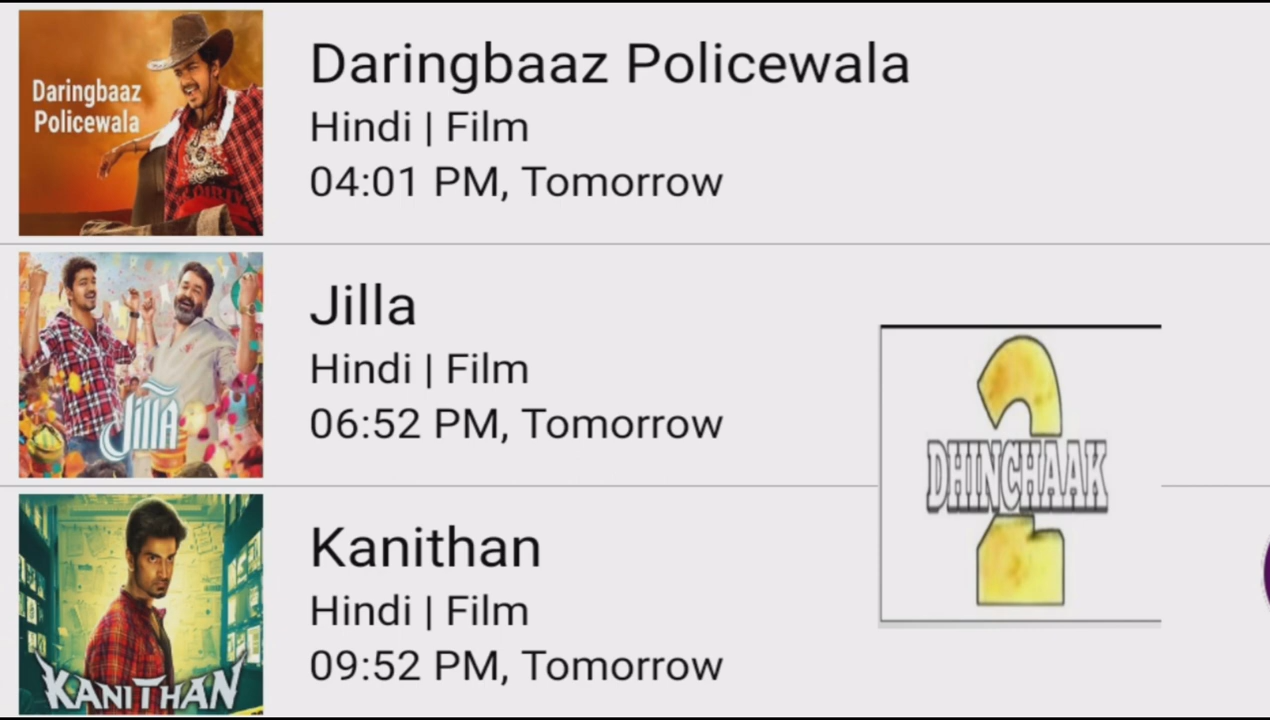 Daringbaaz
Policewala
Daringbaaz Policewala
Hindi | Film
04:01 PM, Tomorrow
JillA
Jilla
Hindi | Film
06:52 PM, Tomorrow
KANITHAN
Kanithan
Hindi | Film
09:52 PM, Tomorrow
2
DHINCHAAK